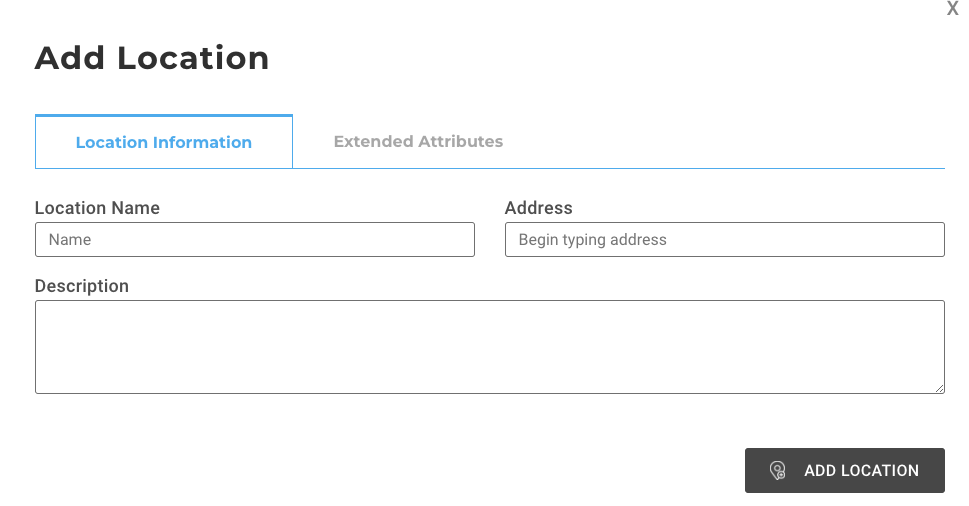 X
Add Location
Location Information Extended Attributes
Location Name Address
Name Begin typing address
Description
ADD LOCATION